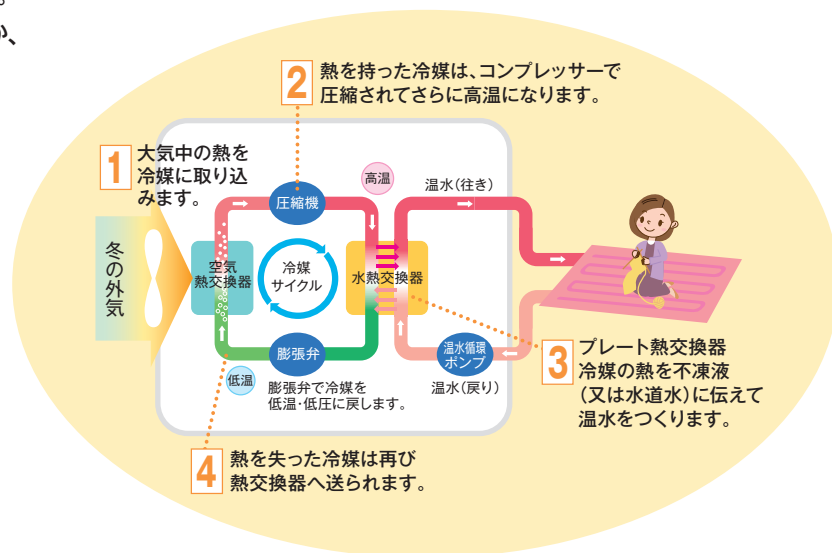 。
か、
2
熱を持った冷媒は、コンプレッサーで
圧縮されてさらに高温になります。
1
大気中の熱を
冷媒に取り込
みます。
冬の外気
空気
熱交換器
圧縮機
高温
温水(往き)
冷媒
サイクル
水熱交換器
膨張弁
低温
膨張弁で冷媒を
低温・低圧に戻します。
温水循環
ポンプ
温水(戻り)
3
プレート熱交換器
冷媒の熱を不凍液
(又は水道水)に伝えて
温水をつくります。
4
熱を失った冷媒は再び
熱交換器へ送られます。